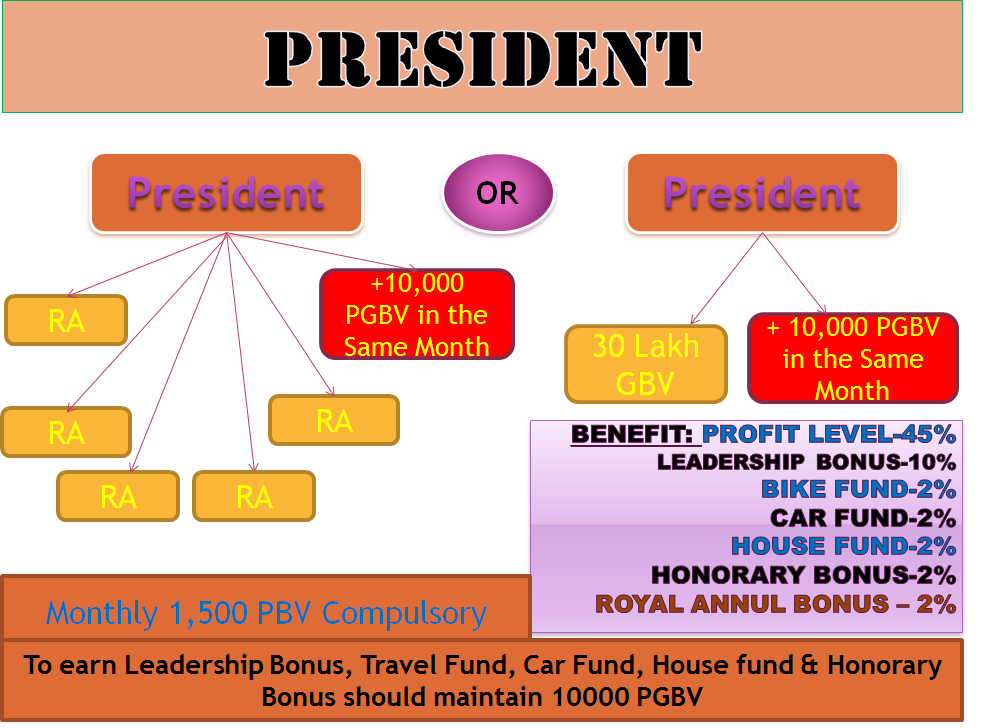 PRESIDENT
President
OR
President
RA
+10,000
PGBV in the
Same Month
RA
RA
RA
RA
30 Lakh
GBV
+ 10,000 PGBV
in the Same
Month
BENEFIT: PROFIT LEVEL-45%
LEADERSHIP BONUS-10%
BIKE FUND-2%
CAR FUND-2%
HOUSE FUND-2%
HONORARY BONUS-2%
ROYAL ANNUL BONUS – 2%
Monthly 1,500 PBV Compulsory
To earn Leadership Bonus, Travel Fund, Car Fund, House fund & Honorary
Bonus should maintain 10000 PGBV